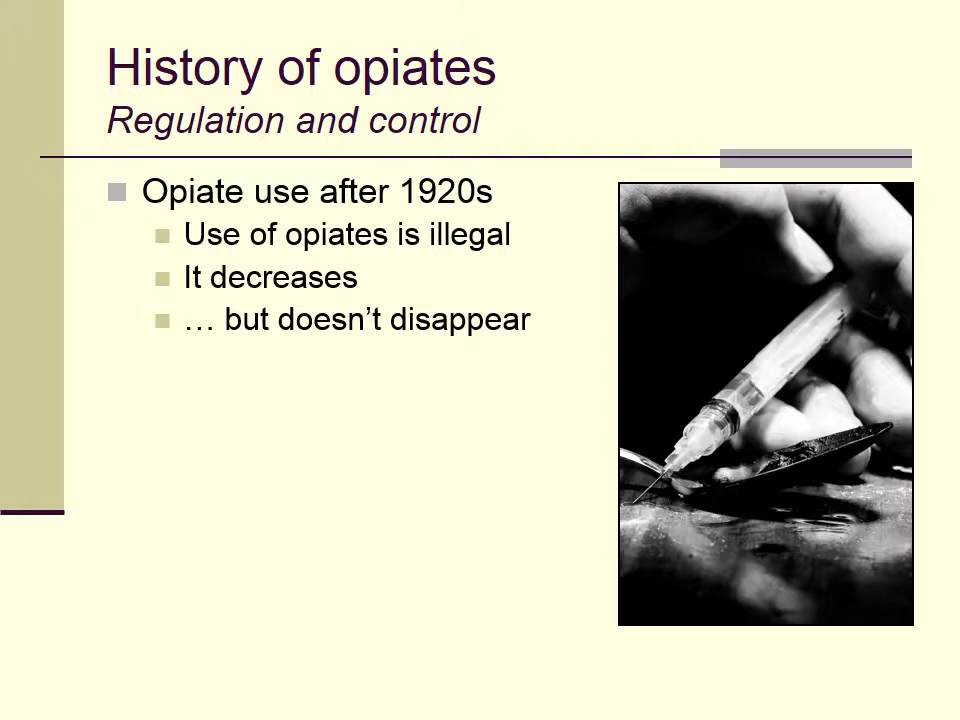 History of opiates
Regulation and control
Opiate use after 1920s
Use of opiates is illegal
It decreases
… but doesn’t disappear